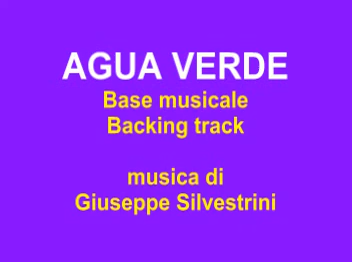 AGUA VERDE
Base musicale
Backing track
musica di
Giuseppe Silvestrini